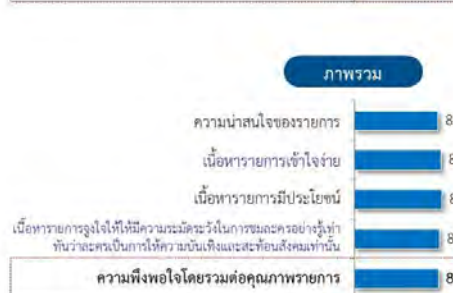 ภาพรวม
ความน่าสนใจของรายการ 8
เนื้อหารายการเข้าใจง่าย 8
เนื้อหารายการมีประโยชน์ 8
เนื้อหารายการจูงใจให้ให้มีความระมัดระวังในการชมละครอย่างรู้เท่า
ทันว่าละครเป็นการให้ความบันเทิงและสะท้อนสังคมเท่านั้น 8
ความพึงพอใจโดยรวมต่อคุณภาพรายการ 8